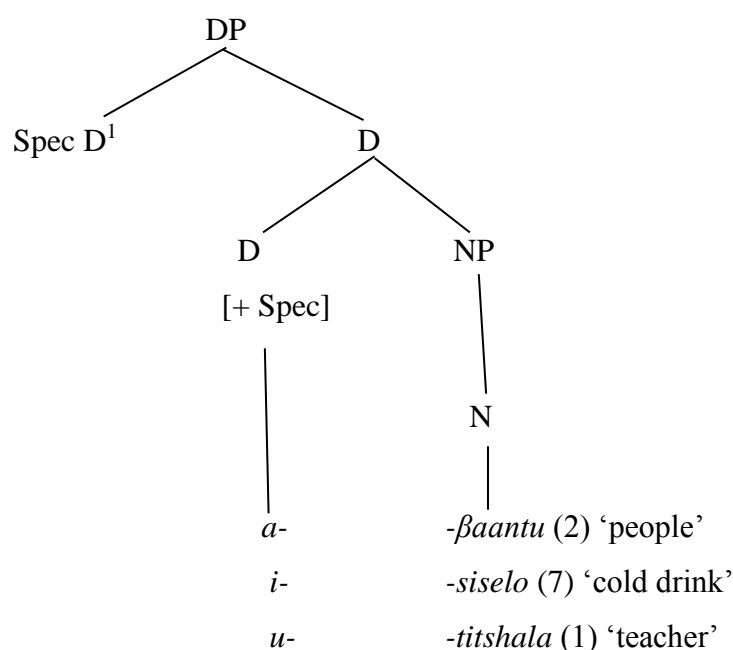 DP
Spec D¹ D
D NP
[+ Spec]
N
a- -βaantu (2) ‘people’
i- -siselo (7) ‘cold drink’
u- -titshala (1) ‘teacher’